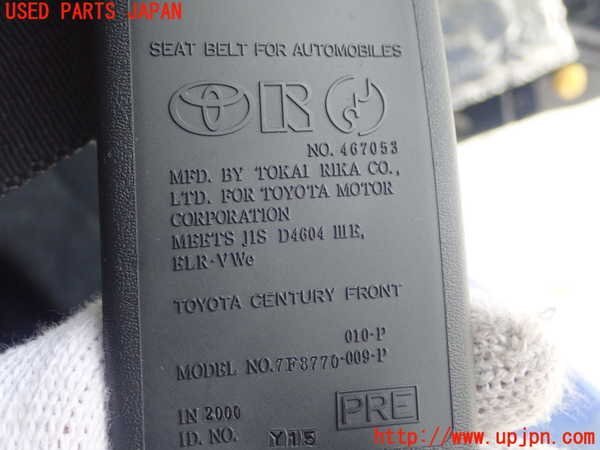 USED PARTS JAPAN
SEAT BELT FOR AUTOMOBILES
R
NO. 467053
MFD. BY TOKAI RIKA CO.,
LTD. FOR TOYOTA MOTOR
CORPORATION
MEETS JIS D4604 ⅢE,
ELR-VWe
TOYOTA CENTURY FRONT
010-P
MODEL NO.7F8770-009-P
IN 2000
PRE
ID. NO. Y15
http://www.upjpn.com/